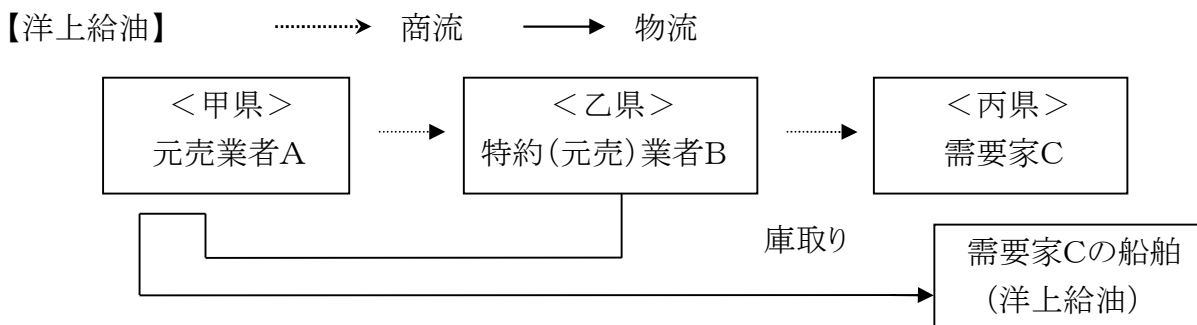 【洋上給油】 商流 物流
＜甲県＞
元売業者A
＜乙県＞
特約（元売）業者B
＜丙県＞
需要家C
庫取り
需要家Cの船舶
（洋上給油）